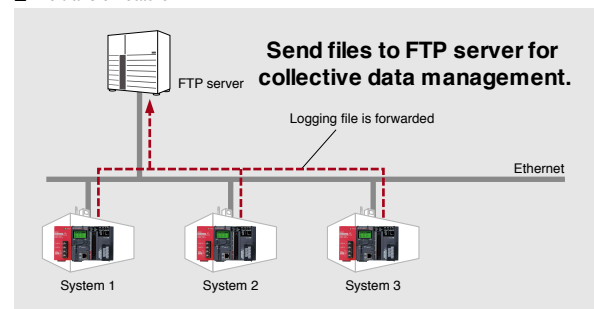 Send files to FTP server for
collective data management.
FTP server
Logging file is forwarded
Ethernet
System 1
System 2
System 3